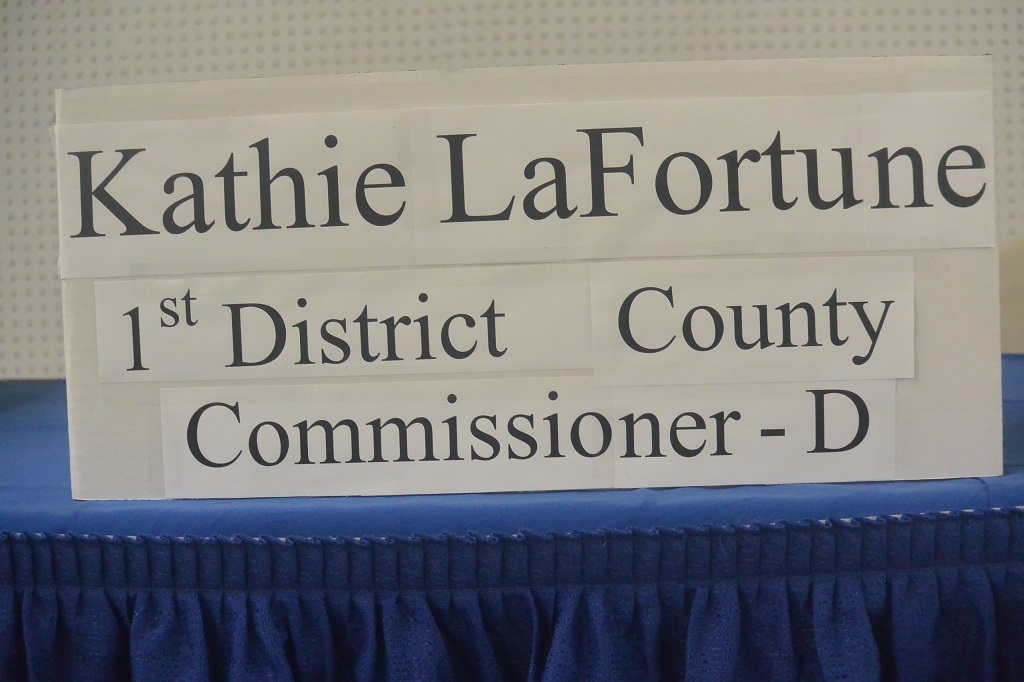 Kathie LaFortune
1st District County
Commissioner - D